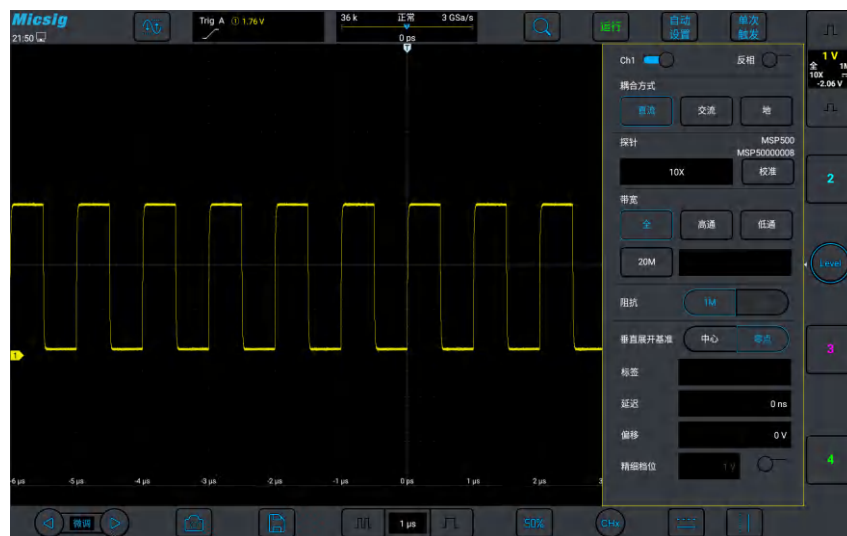 Micsig
21:50
Trig A ① 1.76 V
36 k 正常 3 GSa/s
0 ps
T
运行
自动
设置
单次
触发
Ch1
反相
1 V
全 1M
10X
-2.06 V
耦合方式
直流 交流 地
探针
MSP500
MSP50000008
10X 校准
带宽
全 高通 低通
20M
阻抗 1M
垂直展开基准 中心 零点
标签
延迟 0 ns
偏移 0 V
精细档位 1 V
2
Level
3
4
1
-6 μs -5 μs -4 μs -3 μs -2 μs -1 μs 0 ps 1 μs 2 μs 3
微调
1 μs
50%
CHx